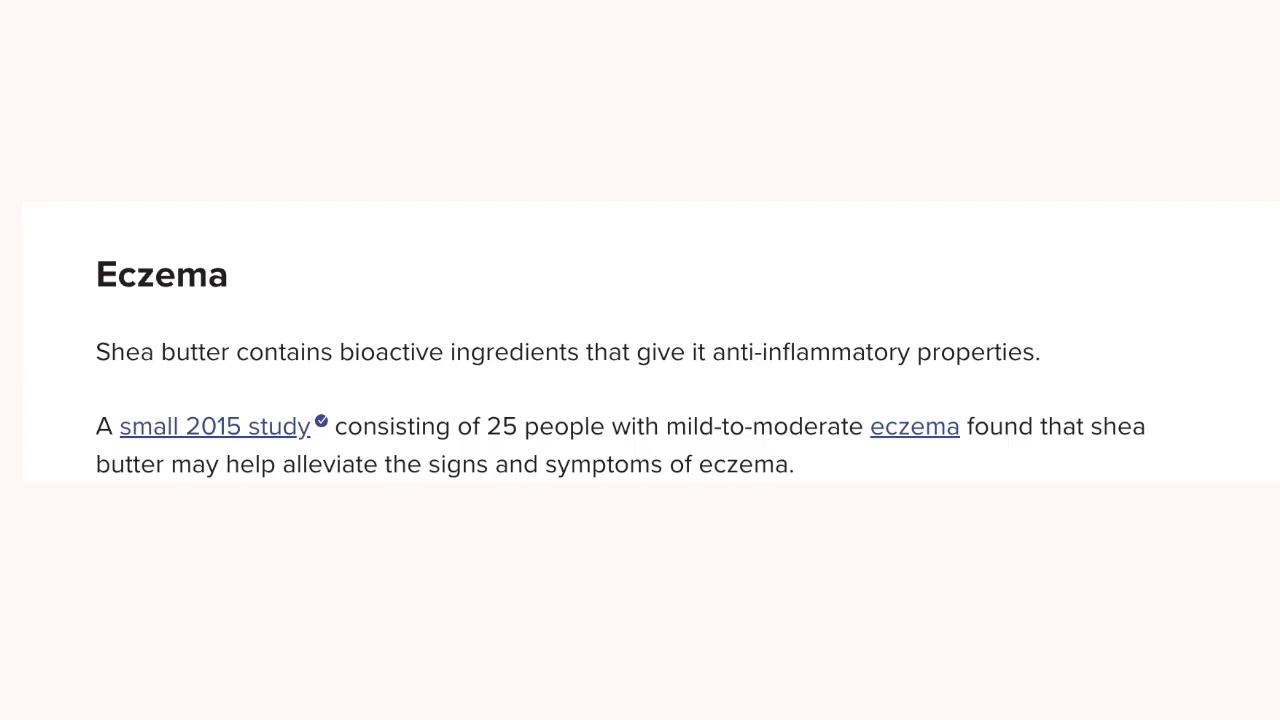 Eczema
Shea butter contains bioactive ingredients that give it anti-inflammatory properties.
A small 2015 study consisting of 25 people with mild-to-moderate eczema found that shea
butter may help alleviate the signs and symptoms of eczema.